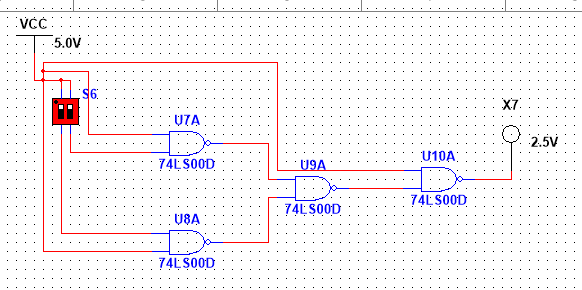 VCC
5.0V
S6
U7A
74LS00D
U8A
74LS00D
U9A
74LS00D
U10A
74LS00D
X7
2.5V